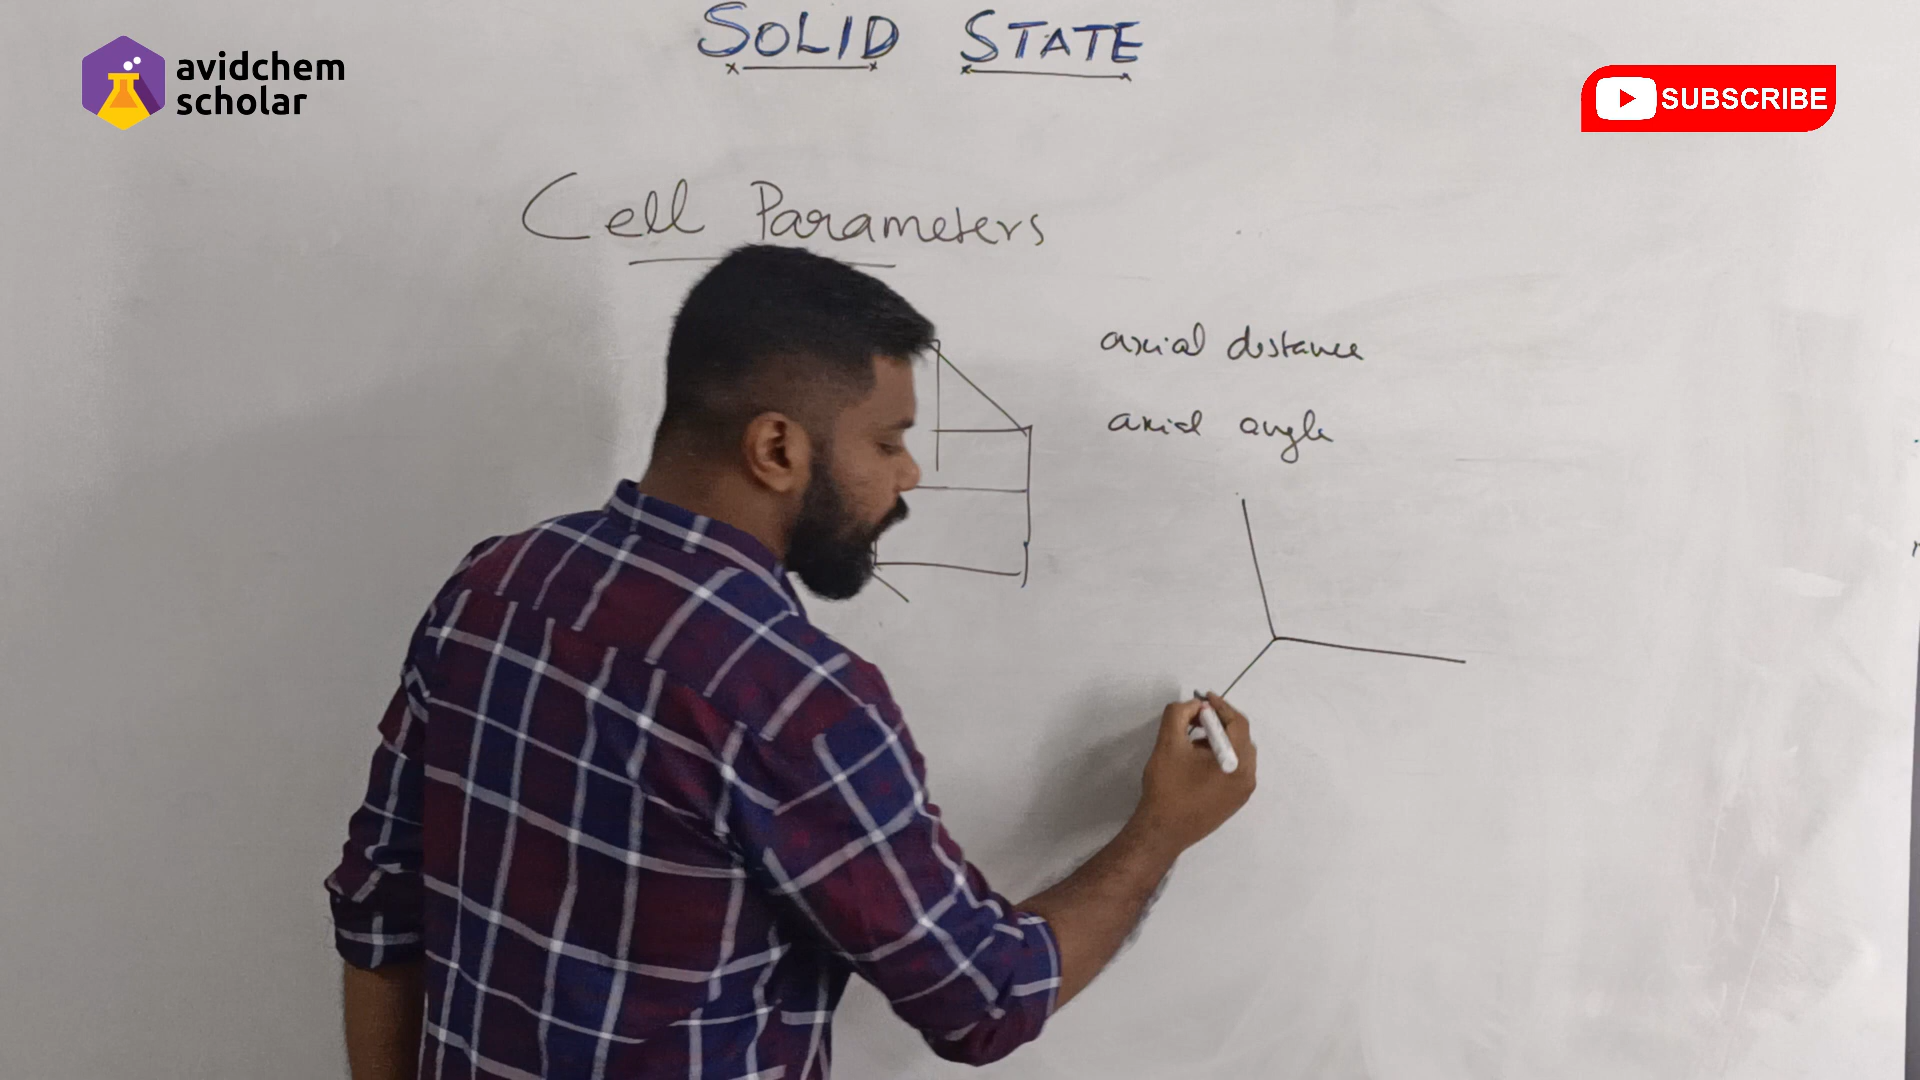 SOLID STATE
avidchem
scholar
SUBSCRIBE
Cell Parameters
axial distance
axial angle